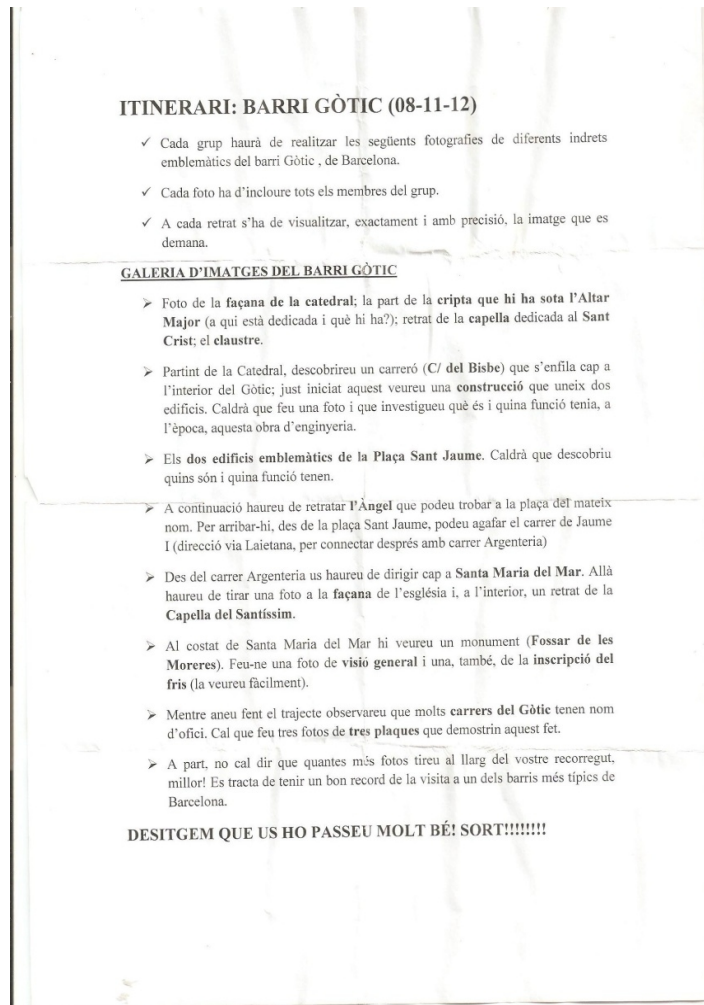 ITINERARI: BARRI GÒTIC (08-11-12)
✓ Cada grup haurà de realitzar les següents fotografies de diferents indrets
emblemàtics del barri Gòtic , de Barcelona.
✓ Cada foto ha d'incloure tots els membres del grup.
✓ A cada retrat s'ha de visualitzar, exactament i amb precisió, la imatge que es
demana.
GALERIA D'IMATGES DEL BARRI GÒTIC
➢ Foto de la façana de la catedral; la part de la cripta que hi ha sota l'Altar
Major (a qui està dedicada i què hi ha?); retrat de la capella dedicada al Sant
Crist; el claustre.
➢ Partint de la Catedral, descobrireu un carreró (C/ del Bisbe) que s'enfila cap a
l'interior del Gòtic; just iniciat aquest veureu una construcció que uneix dos
edificis. Caldrà que feu una foto i que investigueu què és i quina funció tenia, a
l'època, aquesta obra d'enginyeria.
➢ Els dos edificis emblemàtics de la Plaça Sant Jaume. Caldrà que descobriu
quins són i quina funció tenen.
➢ A continuació haureu de retratar l'Àngel que podeu trobar a la plaça del mateix
nom. Per arribar-hi, des de la plaça Sant Jaume, podeu agafar el carrer de Jaume
I (direcció via Laietana, per connectar després amb carrer Argenteria)
➢ Des del carrer Argenteria us haureu de dirigir cap a Santa Maria del Mar. Allà
haureu de tirar una foto a la façana de l'església i, a l'interior, un retrat de la
Capella del Santíssim.
➢ Al costat de Santa Maria del Mar hi veureu un monument (Fossar de les
Moreres). Feu-ne una foto de visió general i una, també, de la inscripció del
fris (la veureu fàcilment).
➢ Mentre aneu fent el trajecte observareu que molts carrers del Gòtic tenen nom
d'ofici. Cal que feu tres fotos de tres plaques que demostrin aquest fet.
➢ A part, no cal dir que quantes més fotos tireu al llarg del vostre recorregut,
millor! Es tracta de tenir un bon record de la visita a un dels barris més típics de
Barcelona.
DESITGEM QUE US HO PASSEU MOLT BÉ! SORT!!!!!!!!